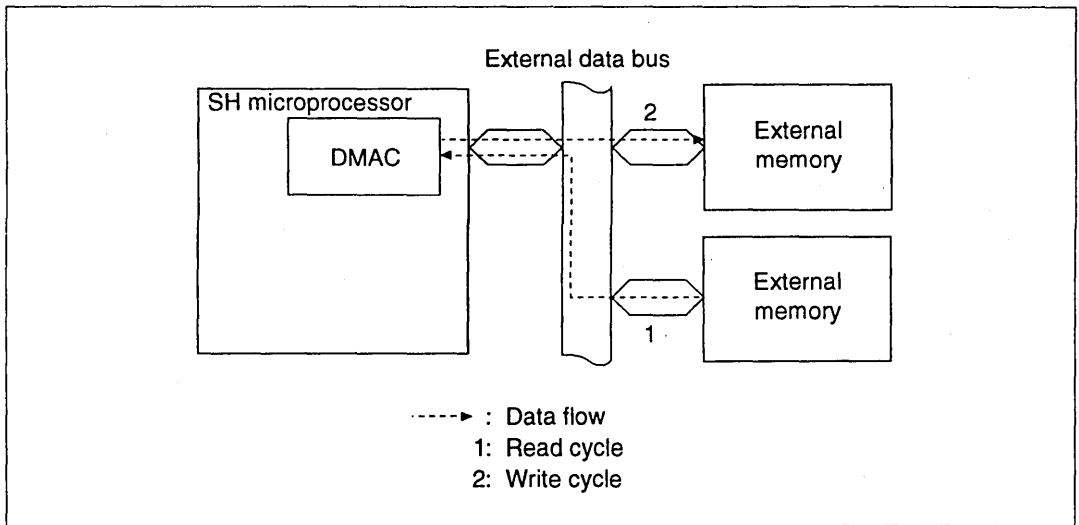 External data bus
SH microprocessor
DMAC
2
External
memory
External
memory
1
: Data flow
1: Read cycle
2: Write cycle